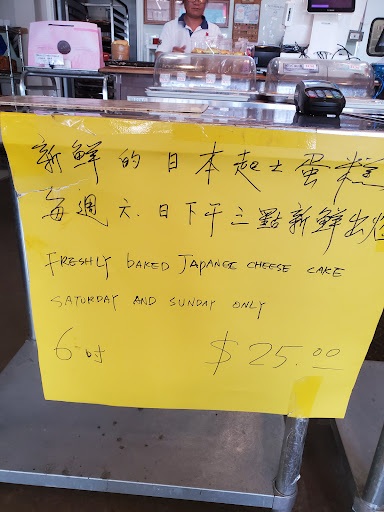 新鮮的日本起士蛋糕
每週六.日下午三點新鮮出爐
FRESHLY BAKED JAPANESE CHEESE CAKE
SATURDAY AND SUNDAY ONLY
6吋 $25.00